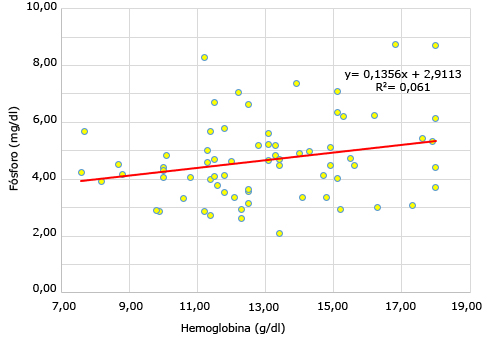 10,00
8,00
y= 0,1356x + 2,9113
R²= 0,061
6,00
Fósforo (mg/dl)
4,00
2,00
0,00
7,00 9,00 11,00 13,00 15,00 17,00 19,00
Hemoglobina (g/dl)